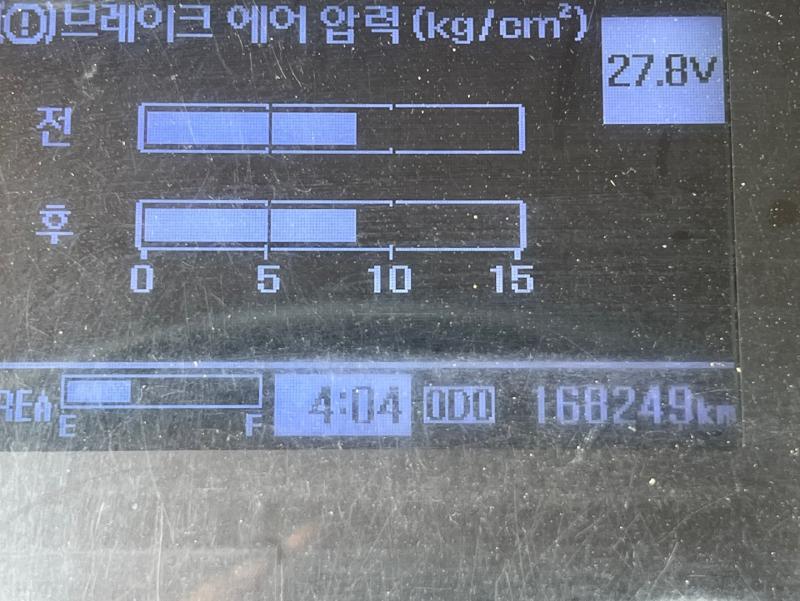 (!)브레이크 에어 압력(kg/cm²)
27.8V
전
후
0 5 10 15
REA E F 4:04 ODO 168249km